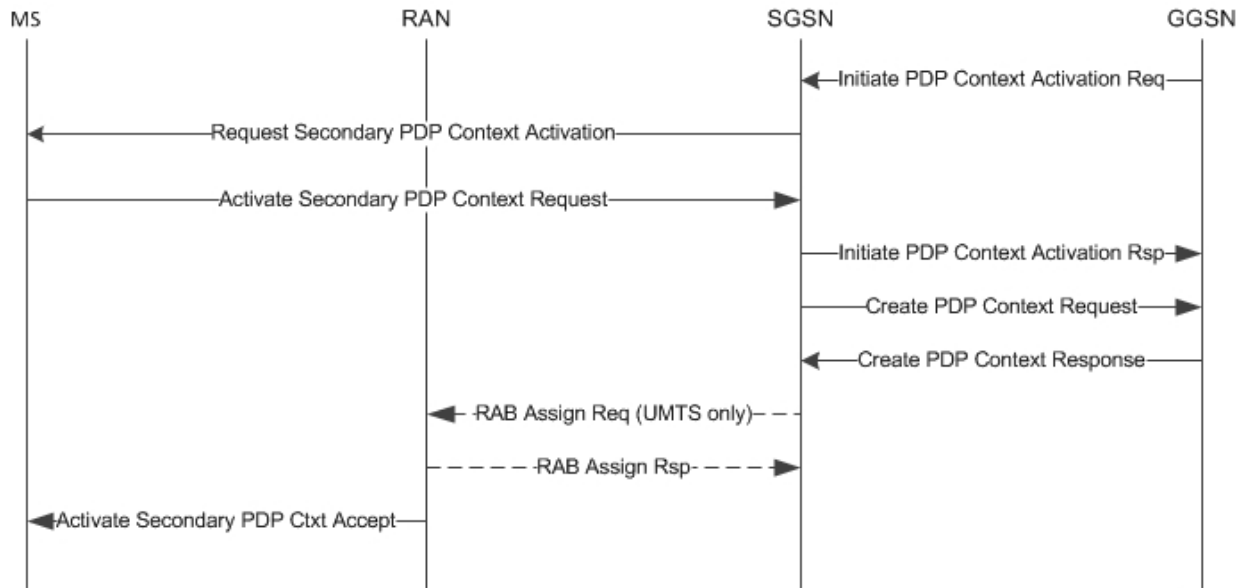 MS RAN SGSN GGSN
Initiate PDP Context Activation Req
Request Secondary PDP Context Activation
Activate Secondary PDP Context Request
Initiate PDP Context Activation Rsp
Create PDP Context Request
Create PDP Context Response
RAB Assign Req (UMTS only)
RAB Assign Rsp
Activate Secondary PDP Ctxt Accept